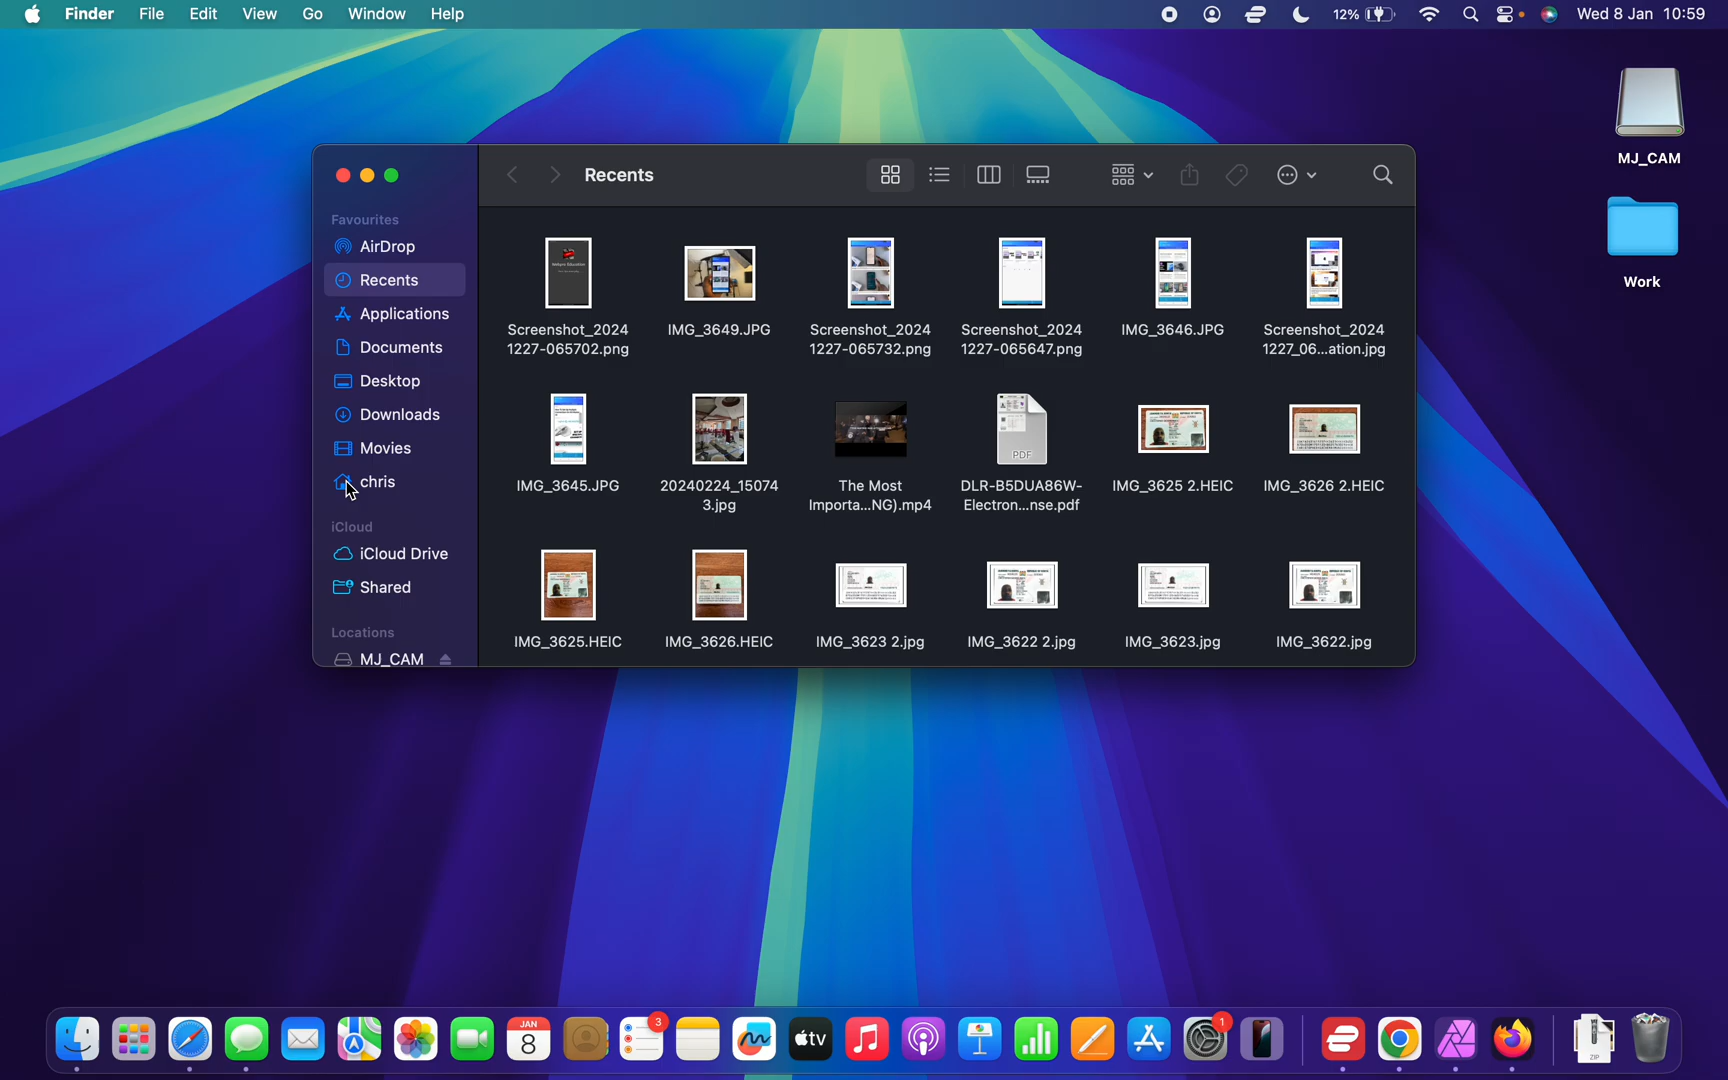 Finder File Edit View Go Window Help 12% Wed 8 Jan 10:59
MJ_CAM
Work
Recents
Favourites
AirDrop
Recents
Applications
Documents
Desktop
Downloads
Movies
chris
iCloud
iCloud Drive
Shared
Locations
MJ_CAM
Screenshot_2024
1227-065702.png
IMG_3649.JPG
Screenshot_2024
1227-065732.png
Screenshot_2024
1227-065647.png
IMG_3646.JPG
Screenshot_2024
1227_06...ation.jpg
IMG_3645.JPG
20240224_15074
3.jpg
The Most
Importa...NG).mp4
PDF
DLR-B5DUA86W-
Electron...nse.pdf
IMG_3625 2.HEIC
IMG_3626 2.HEIC
IMG_3625.HEIC
IMG_3626.HEIC
IMG_3623 2.jpg
IMG_3622 2.jpg
IMG_3623.jpg
IMG_3622.jpg
JAN
8
3
tv
1
ZIP